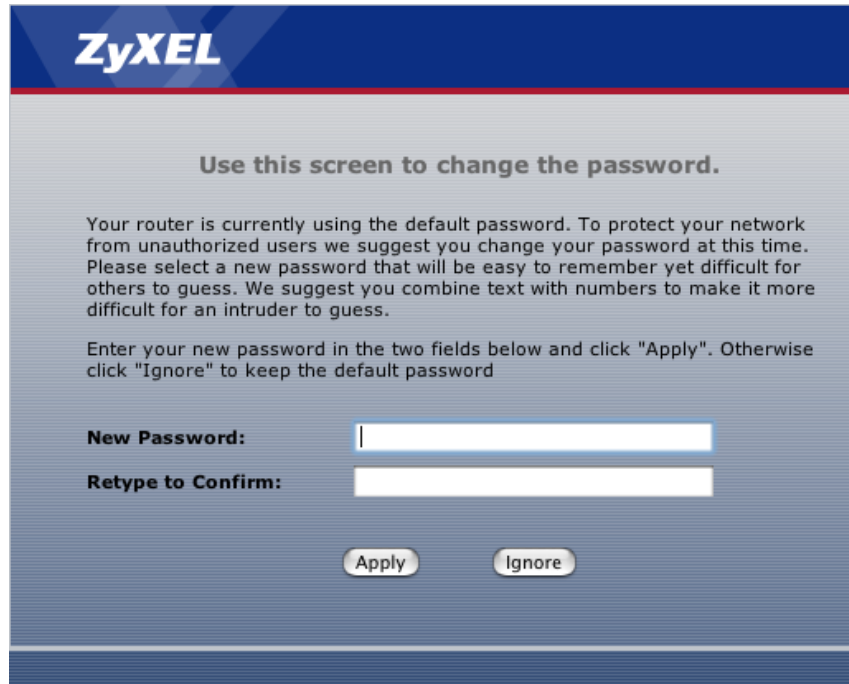 ZyXEL
Use this screen to change the password.
Your router is currently using the default password. To protect your network
from unauthorized users we suggest you change your password at this time.
Please select a new password that will be easy to remember yet difficult for
others to guess. We suggest you combine text with numbers to make it more
difficult for an intruder to guess.
Enter your new password in the two fields below and click "Apply". Otherwise
click "Ignore" to keep the default password
New Password:
Retype to Confirm:
Apply Ignore